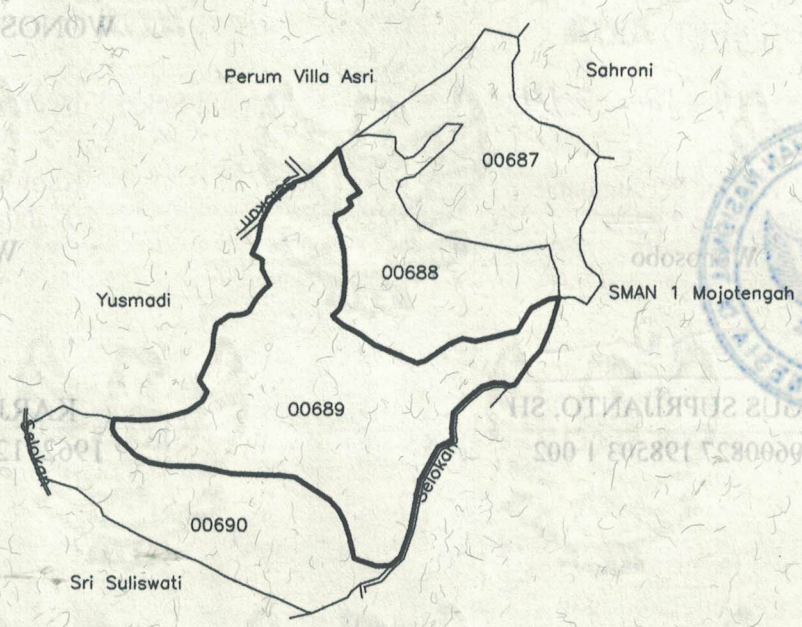 Perum Villa Asri
Sahroni
00687
Selokan
00688
Yusmadi
SMAN 1 Mojotengah
00689
Selokan
Selokan
00690
Sri Suliswati